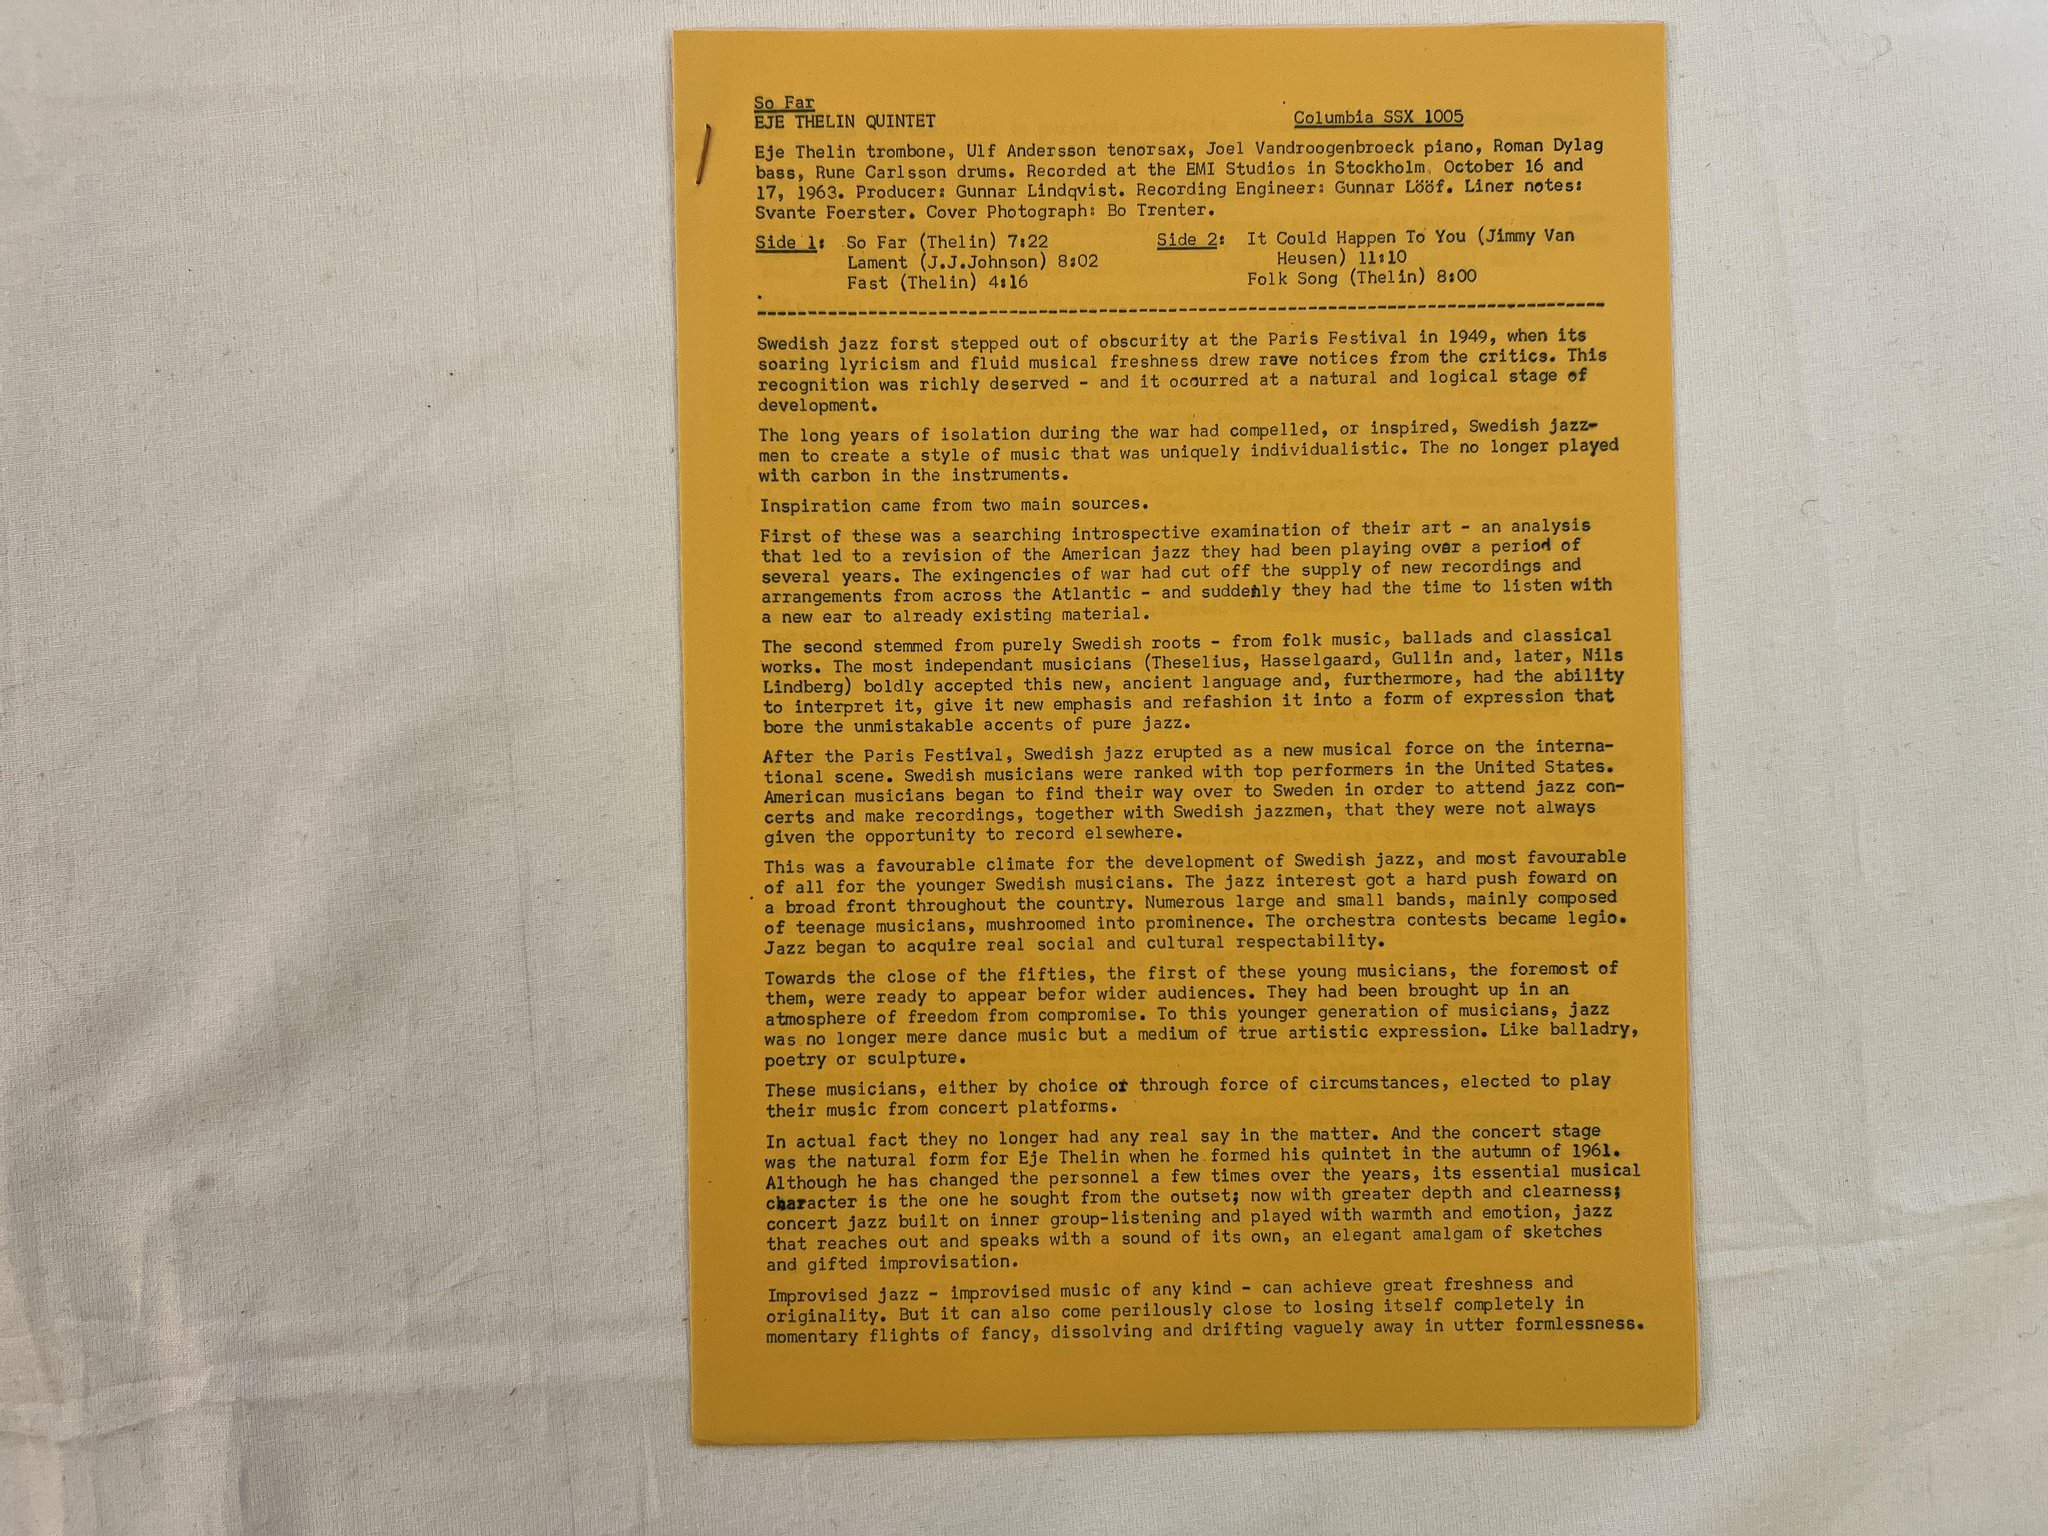 So Far
EJE THELIN QUINTET
Columbia SSX 1005
Eje Thelin trombone, Ulf Andersson tenorsax, Joel Vandroogenbroeck piano, Roman Dylag
bass, Rune Carlsson drums. Recorded at the EMI Studios in Stockholm, October 16 and
17, 1963. Producer: Gunnar Lindqvist. Recording Engineer: Gunnar Lööf. Liner notes:
Svante Foerster. Cover Photograph: Bo Trenter.
Side 1: So Far (Thelin) 7:22
Lament (J.J.Johnson) 8:02
Fast (Thelin) 4:16
Side 2: It Could Happen To You (Jimmy Van
Heusen) 11:10
Folk Song (Thelin) 8:00
Swedish jazz forst stepped out of obscurity at the Paris Festival in 1949, when its
soaring lyricism and fluid musical freshness drew rave notices from the critics. This
recognition was richly deserved - and it ocurred at a natural and logical stage of
development.
The long years of isolation during the war had compelled, or inspired, Swedish jazz-
men to create a style of music that was uniquely individualistic. The no longer played
with carbon in the instruments.
Inspiration came from two main sources.
First of these was a searching introspective examination of their art - an analysis
that led to a revision of the American jazz they had been playing over a period of
several years. The exingencies of war had cut off the supply of new recordings and
arrangements from across the Atlantic - and suddenly they had the time to listen with
a new ear to already existing material.
The second stemmed from purely Swedish roots - from folk music, ballads and classical
works. The most independant musicians (Theselius, Hasselgaard, Gullin and, later, Nils
Lindberg) boldly accepted this new, ancient language and, furthermore, had the ability
to interpret it, give it new emphasis and refashion it into a form of expression that
bore the unmistakable accents of pure jazz.
After the Paris Festival, Swedish jazz erupted as a new musical force on the interna-
tional scene. Swedish musicians were ranked with top performers in the United States.
American musicians began to find their way over to Sweden in order to attend jazz con-
certs and make recordings, together with Swedish jazzmen, that they were not always
given the opportunity to record elsewhere.
This was a favourable climate for the development of Swedish jazz, and most favourable
of all for the younger Swedish musicians. The jazz interest got a hard push foward on
a broad front throughout the country. Numerous large and small bands, mainly composed
of teenage musicians, mushroomed into prominence. The orchestra contests became legio.
Jazz began to acquire real social and cultural respectability.
Towards the close of the fifties, the first of these young musicians, the foremost of
them, were ready to appear befor wider audiences. They had been brought up in an
atmosphere of freedom from compromise. To this younger generation of musicians, jazz
was no longer mere dance music but a medium of true artistic expression. Like balladry,
poetry or sculpture.
These musicians, either by choice or through force of circumstances, elected to play
their music from concert platforms.
In actual fact they no longer had any real say in the matter. And the concert stage
was the natural form for Eje Thelin when he formed his quintet in the autumn of 1961.
Although he has changed the personnel a few times over the years, its essential musical
character is the one he sought from the outset; now with greater depth and clearness;
concert jazz built on inner group-listening and played with warmth and emotion, jazz
that reaches out and speaks with a sound of its own, an elegant amalgam of sketches
and gifted improvisation.
Improvised jazz - improvised music of any kind - can achieve great freshness and
originality. But it can also come perilously close to losing itself completely in
momentary flights of fancy, dissolving and drifting vaguely away in utter formlessness.